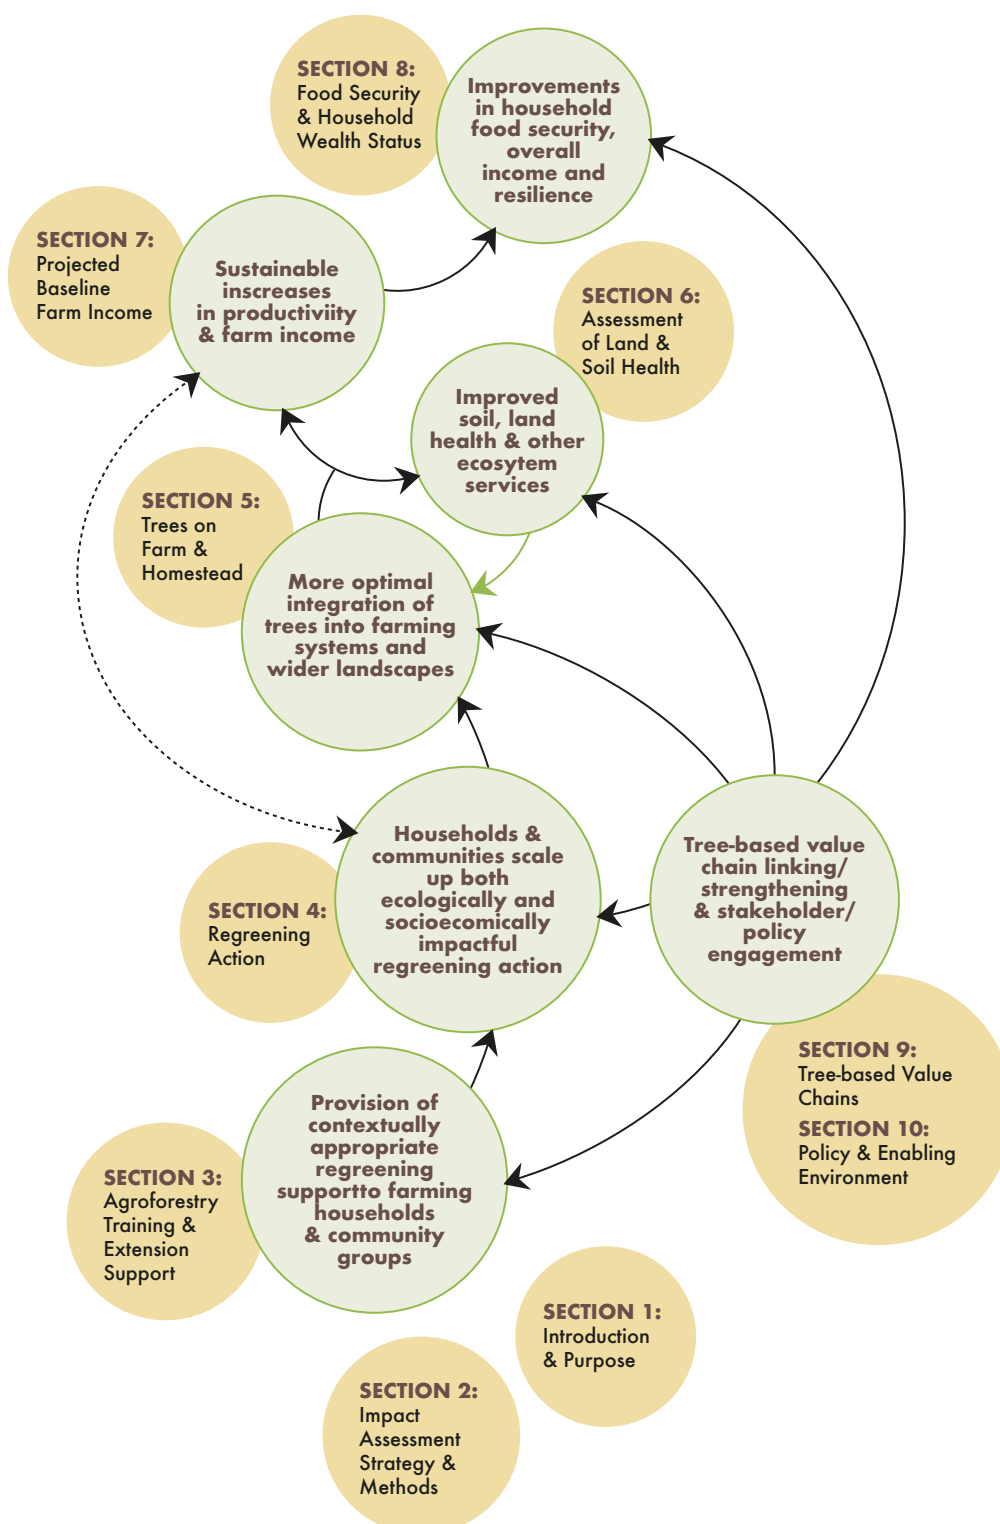 SECTION 8:
Food Security
& Household
Wealth Status
Improvements
in household
food security,
overall
income and
resilience
SECTION 7:
Projected
Baseline
Farm Income
Sustainable
inscreases
in productiviity
& farm income
SECTION 6:
Assessment
of Land &
Soil Health
Improved
soil, land
health & other
ecosytem
services
SECTION 5:
Trees on
Farm &
Homestead
More optimal
integration of
trees into farming
systems and
wider landscapes
Households &
communities scale
up both
ecologically and
socioecomically
impactful
regreening action
Tree-based value
chain linking/
strengthening
& stakeholder/
policy
engagement
SECTION 4:
Regreening
Action
SECTION 9:
Tree-based Value
Chains
SECTION 10:
Policy & Enabling
Environment
Provision of
contextually
appropriate
regreening
supportto farming
households
& community
groups
SECTION 3:
Agroforestry
Training &
Extension
Support
SECTION 1:
Introduction
& Purpose
SECTION 2:
Impact
Assessment
Strategy &
Methods